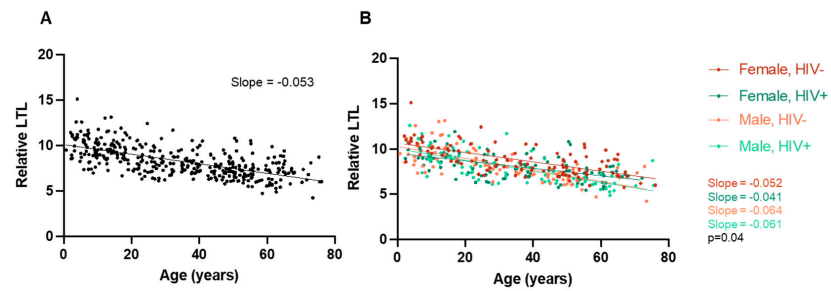 A
Relative LTL
20
15
10
5
0
Slope = -0.053
0
20
40
60
80
Age (years)
B
Relative LTL
20
15
10
5
0
0
20
40
60
80
Age (years)
Female, HIV-
Female, HIV+
Male, HIV-
Male, HIV+
Slope = -0.052
Slope = -0.041
Slope = -0.064
Slope = -0.061
p=0.04